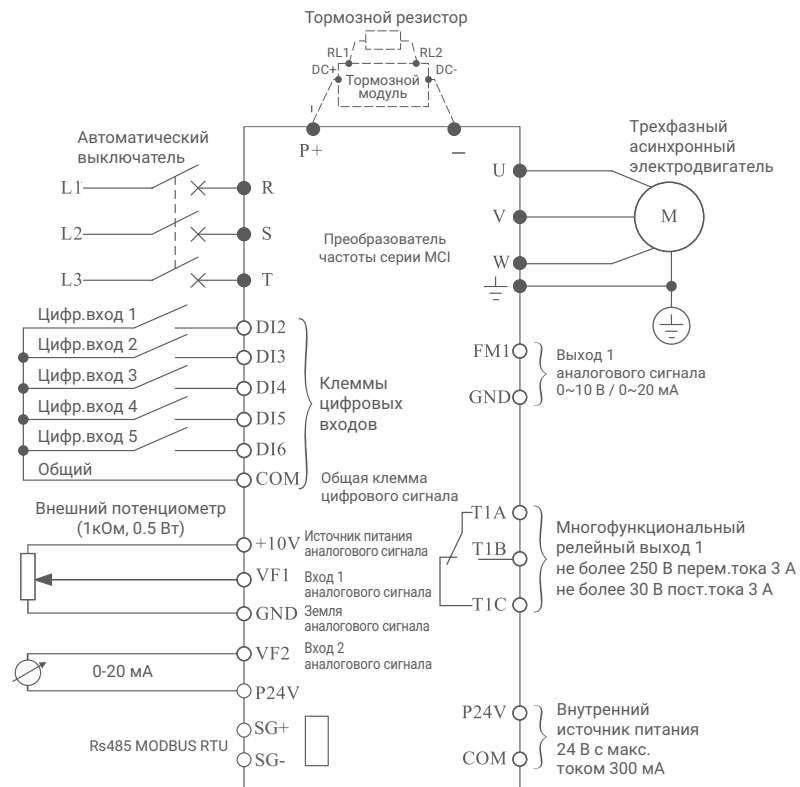 Тормозной резистор
RL1
RL2
DC+
DC-
Тормозной
модуль
P+
–
Автоматический
выключатель
L1
R
L2
S
L3
T
Преобразователь
частоты серии MCI
Трехфазный
асинхронный
электродвигатель
U
V
W
M
Цифр.вход 1
DI2
Цифр.вход 2
DI3
Цифр.вход 3
DI4
Цифр.вход 4
DI5
Цифр.вход 5
DI6
Общий
COM
Клеммы
цифровых
входов
Общая клемма
цифрового сигнала
FM1
GND
Выход 1
аналогового сигнала
0~10 В / 0~20 мА
Внешний потенциометр
(1кОм, 0.5 Вт)
+10V
Источник питания
аналогового сигнала
VF1
Вход 1
аналогового сигнала
GND
Земля
аналогового сигнала
VF2
Вход 2
аналогового сигнала
0-20 мА
P24V
T1A
T1B
T1C
Многофункциональный
релейный выход 1
не более 250 В перем.тока 3 А
не более 30 В пост.тока 3 А
Rs485 MODBUS RTU
SG+
SG-
P24V
COM
Внутренний
источник питания
24 В с макс.
током 300 мА